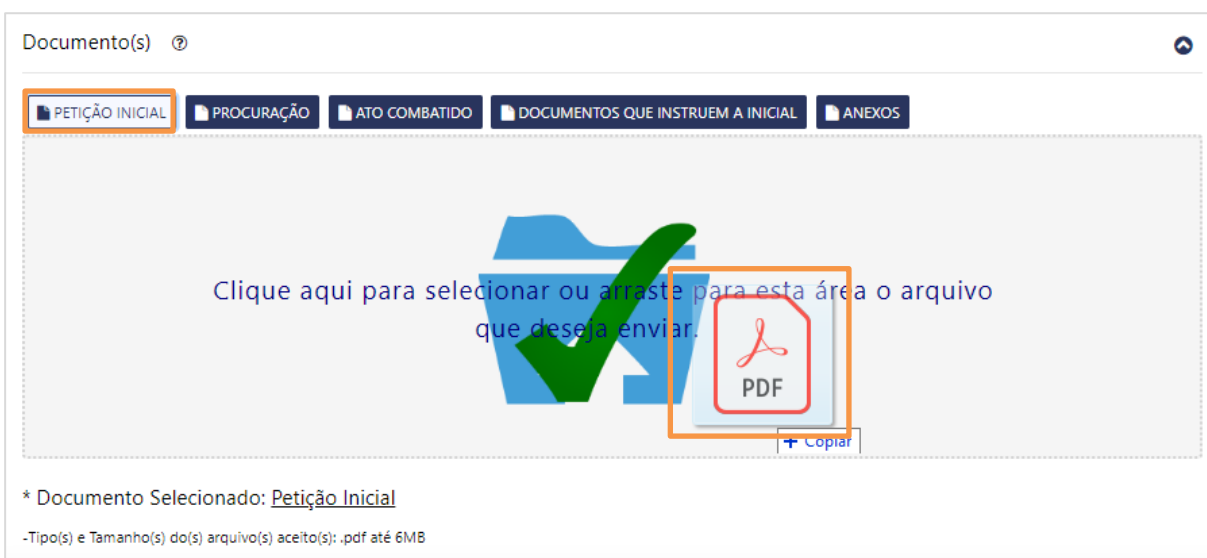 Documento(s) ?
PETIÇÃO INICIAL PROCURAÇÃO ATO COMBATIDO DOCUMENTOS QUE INSTRUEM A INICIAL ANEXOS
Clique aqui para selecionar ou arraste para esta área o arquivo
que deseja enviar.
PDF
+ Copiar
* Documento Selecionado: Petição Inicial
-Tipo(s) e Tamanho(s) do(s) arquivo(s) aceito(s): .pdf até 6MB